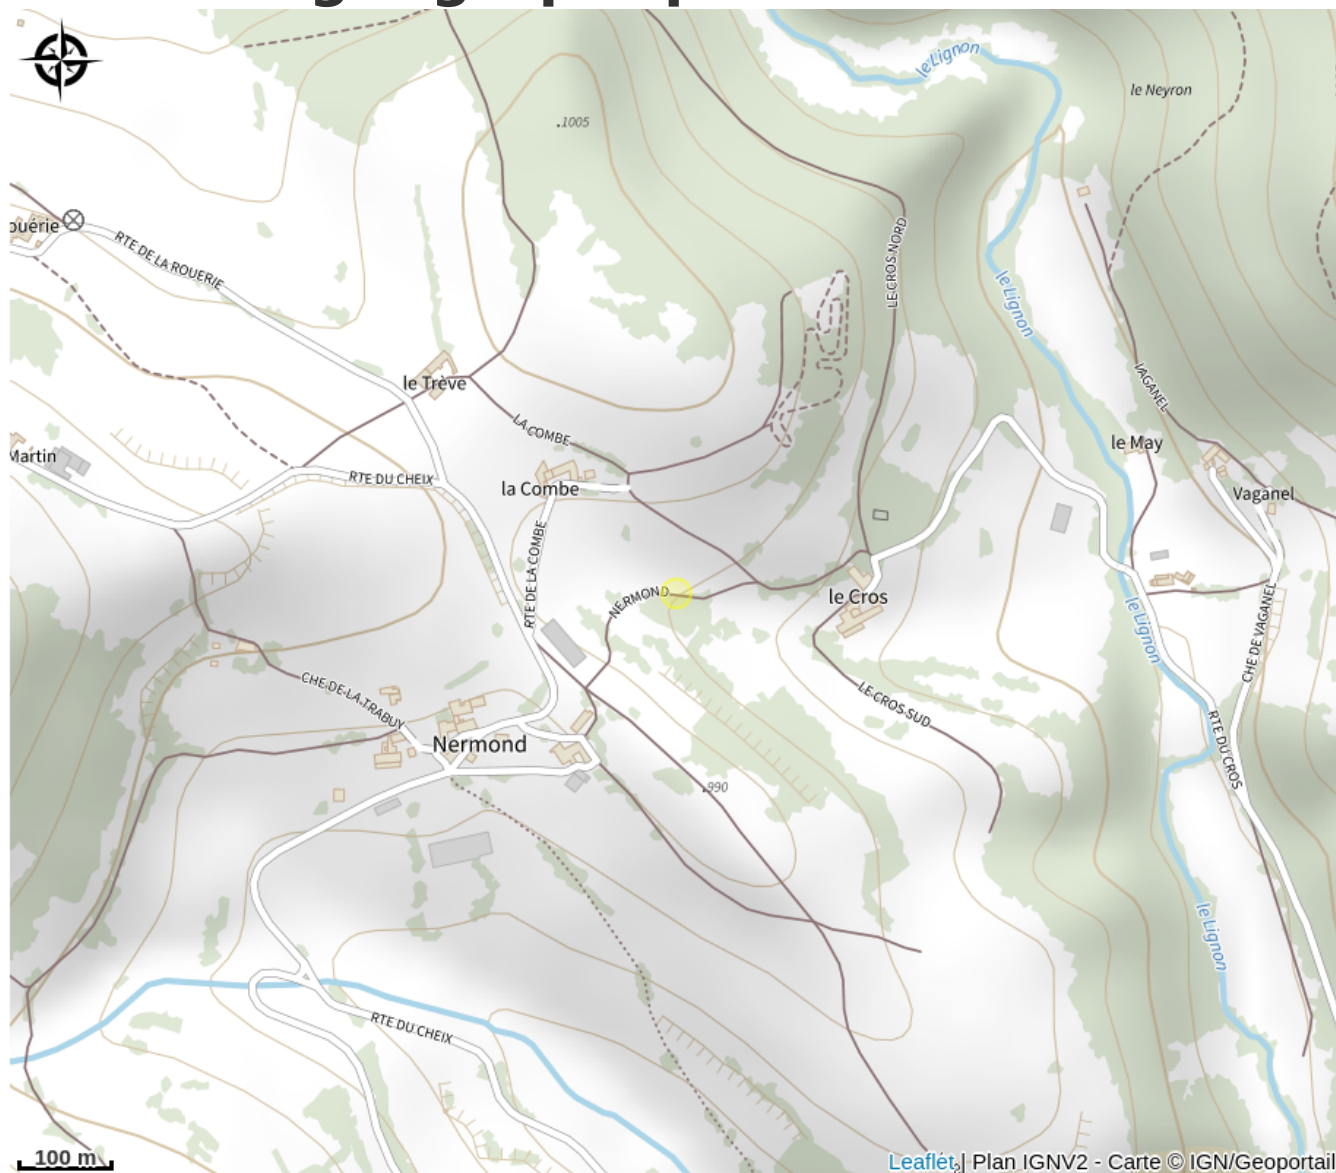 le Lignon
le Neyron
.1005
ouérie
RTE DE LA ROUERIE
LE CROS NORD
le Lignon
le Trève
VAGANEL
LA COMBE
le May
Martin
RTE DU CHEIX
la Combe
Vaganel
RTE DE LA COMBE
NERMOND
le Cros
le Lignon
CHE DE VAGANEL
CHE DE LA TRABUY
LE CROS SUD
RTE DU CROS
Nermond
.990
le Lignon
RTE DU CHEIX
100 m
Leaflet | Plan IGNV2 - Carte © IGN/Geoportail